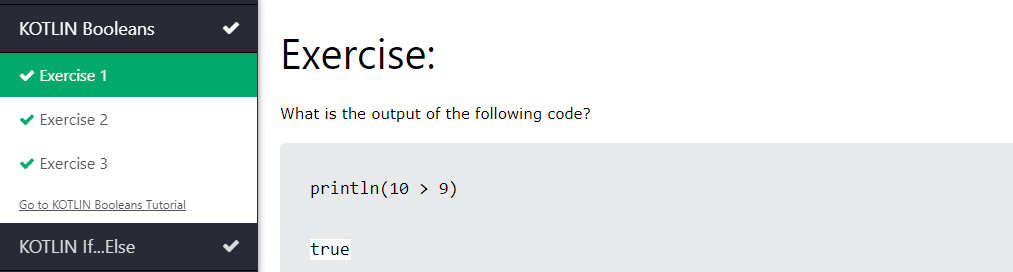 KOTLIN Booleans
Exercise 1
Exercise 2
Exercise 3
Go to KOTLIN Booleans Tutorial
KOTLIN If...Else
Exercise:
What is the output of the following code?
println(10 > 9)
true